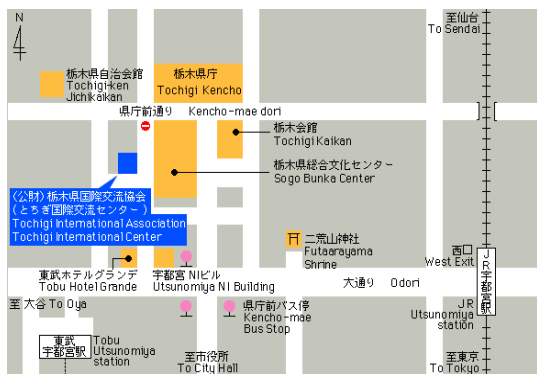 N
至仙台
To Sendai
栃木県自治会館
Tochigi-ken
Jichikaikan
栃木県庁
Tochigi Kencho
県庁前通り Kencho-mae dori
栃木会館
Tochigi Kaikan
栃木県総合文化センター
Sogo Bunka Center
(公財)栃木県国際交流協会
(とちぎ国際交流センター)
Tochigi International Association
Tochigi International Center
二荒山神社
Futaarayama
Shrine
西口
West Exit
JR宇都宮駅
東武ホテルグランデ
Tobu Hotel Grande
宇都宮 NIビル
Utsunomiya NI Building
大通り Odori
至 大谷 To Oya
県庁前バス停
Kencho-mae
Bus Stop
JR
Utsunomiya
station
東武
宇都宮駅
Tobu
Utsunomiya
station
至市役所
To City Hall
至東京
To Tokyo